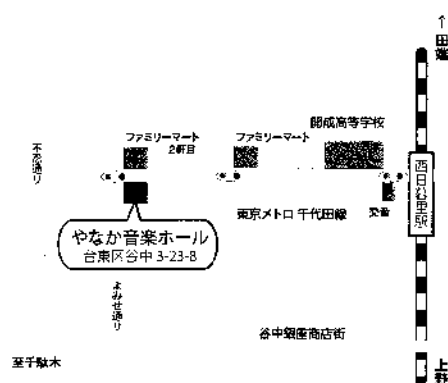 ↑
田端
開成高等学校
ファミリーマート
2軒目
ファミリーマート
不忍通り
西日暮里駅
交番
東京メトロ 千代田線
やなか音楽ホール
台東区谷中 3-23-8
よみせ通り
谷中銀座商店街
至千駄木
上野